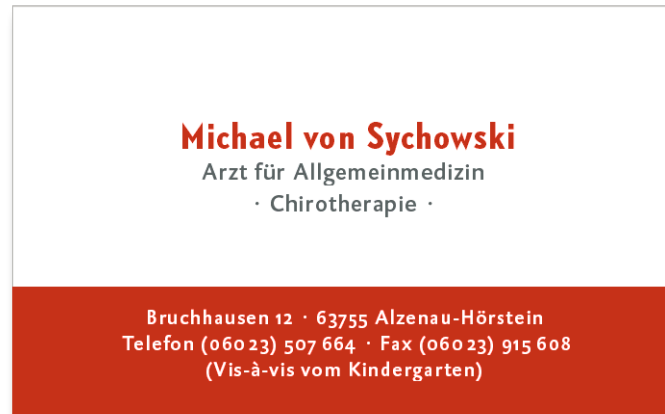 Michael von Sychowski
Arzt für Allgemeinmedizin
· Chirotherapie ·
Bruchhausen 12 · 63755 Alzenau-Hörstein
Telefon (060 23) 507 664 · Fax (060 23) 915 608
(Vis-à-vis vom Kindergarten)